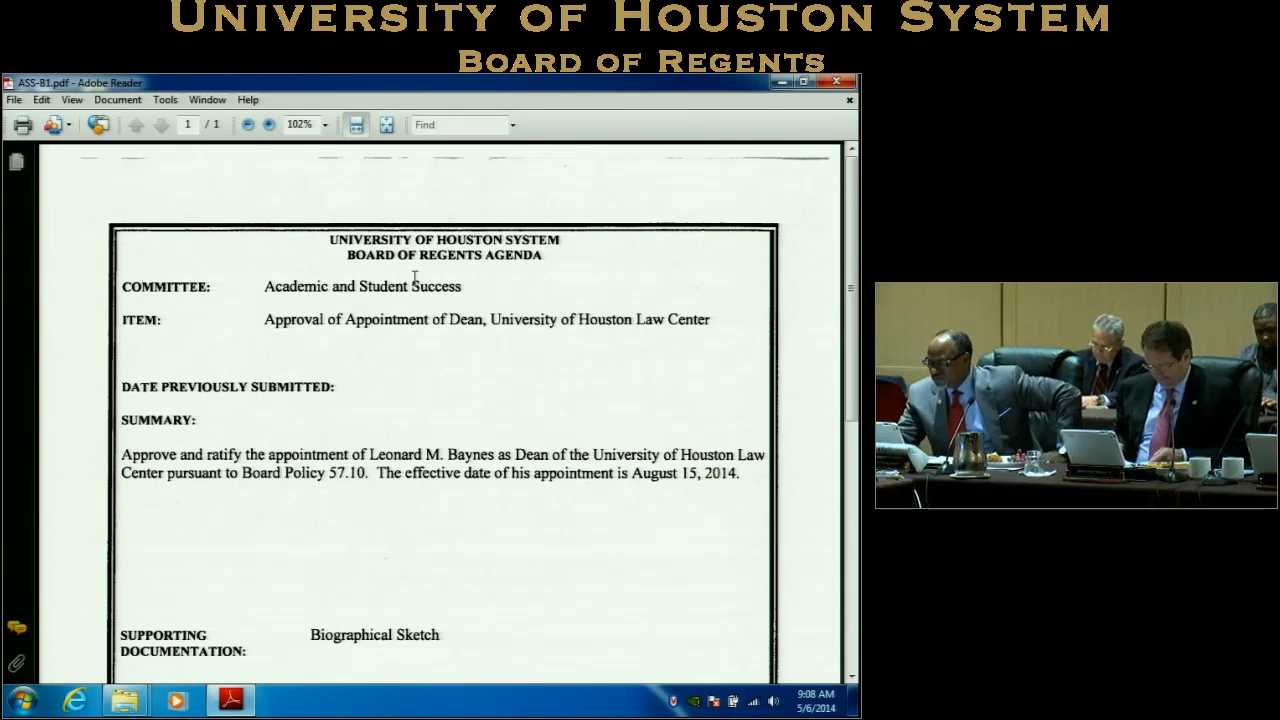 UNIVERSITY OF HOUSTON SYSTEM
BOARD OF REGENTS
ASS-B1.pdf - Adobe Reader
File Edit View Document Tools Window Help
1 / 1 102% Find
UNIVERSITY OF HOUSTON SYSTEM
BOARD OF REGENTS AGENDA
COMMITTEE: Academic and Student Success
ITEM: Approval of Appointment of Dean, University of Houston Law Center
DATE PREVIOUSLY SUBMITTED:
SUMMARY:
Approve and ratify the appointment of Leonard M. Baynes as Dean of the University of Houston Law
Center pursuant to Board Policy 57.10. The effective date of his appointment is August 15, 2014.
SUPPORTING Biographical Sketch
DOCUMENTATION:
9:08 AM
5/6/2014